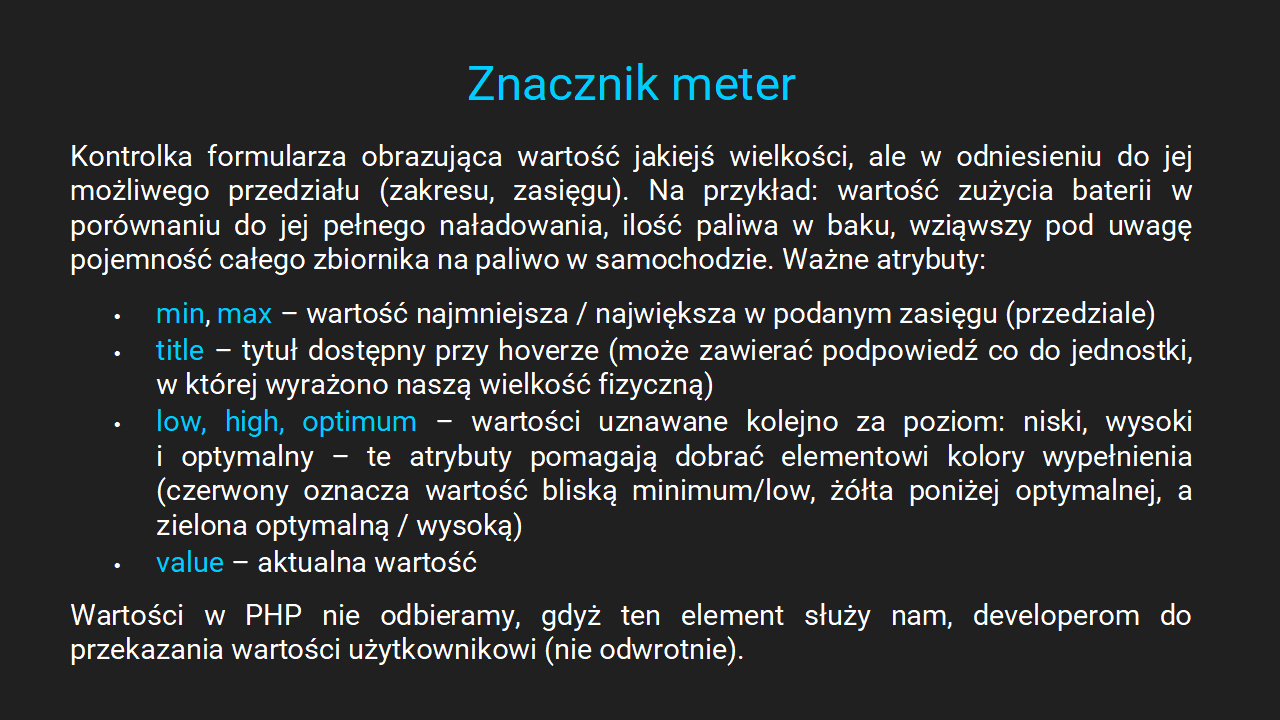 Znacznik meter
Kontrolka formularza obrazująca wartość jakiejś wielkości, ale w odniesieniu do jej
możliwego przedziału (zakresu, zasięgu). Na przykład: wartość zużycia baterii w
porównaniu do jej pełnego naładowania, ilość paliwa w baku, wziąwszy pod uwagę
pojemność całego zbiornika na paliwo w samochodzie. Ważne atrybuty:
• min, max – wartość najmniejsza / największa w podanym zasięgu (przedziale)
• title – tytuł dostępny przy hoverze (może zawierać podpowiedź co do jednostki,
w której wyrażono naszą wielkość fizyczną)
• low, high, optimum – wartości uznawane kolejno za poziom: niski, wysoki
i optymalny – te atrybuty pomagają dobrać elementowi kolory wypełnienia
(czerwony oznacza wartość bliską minimum/low, żółta poniżej optymalnej, a
zielona optymalną / wysoką)
• value – aktualna wartość
Wartości w PHP nie odbieramy, gdyż ten element służy nam, developerom do
przekazania wartości użytkownikowi (nie odwrotnie).